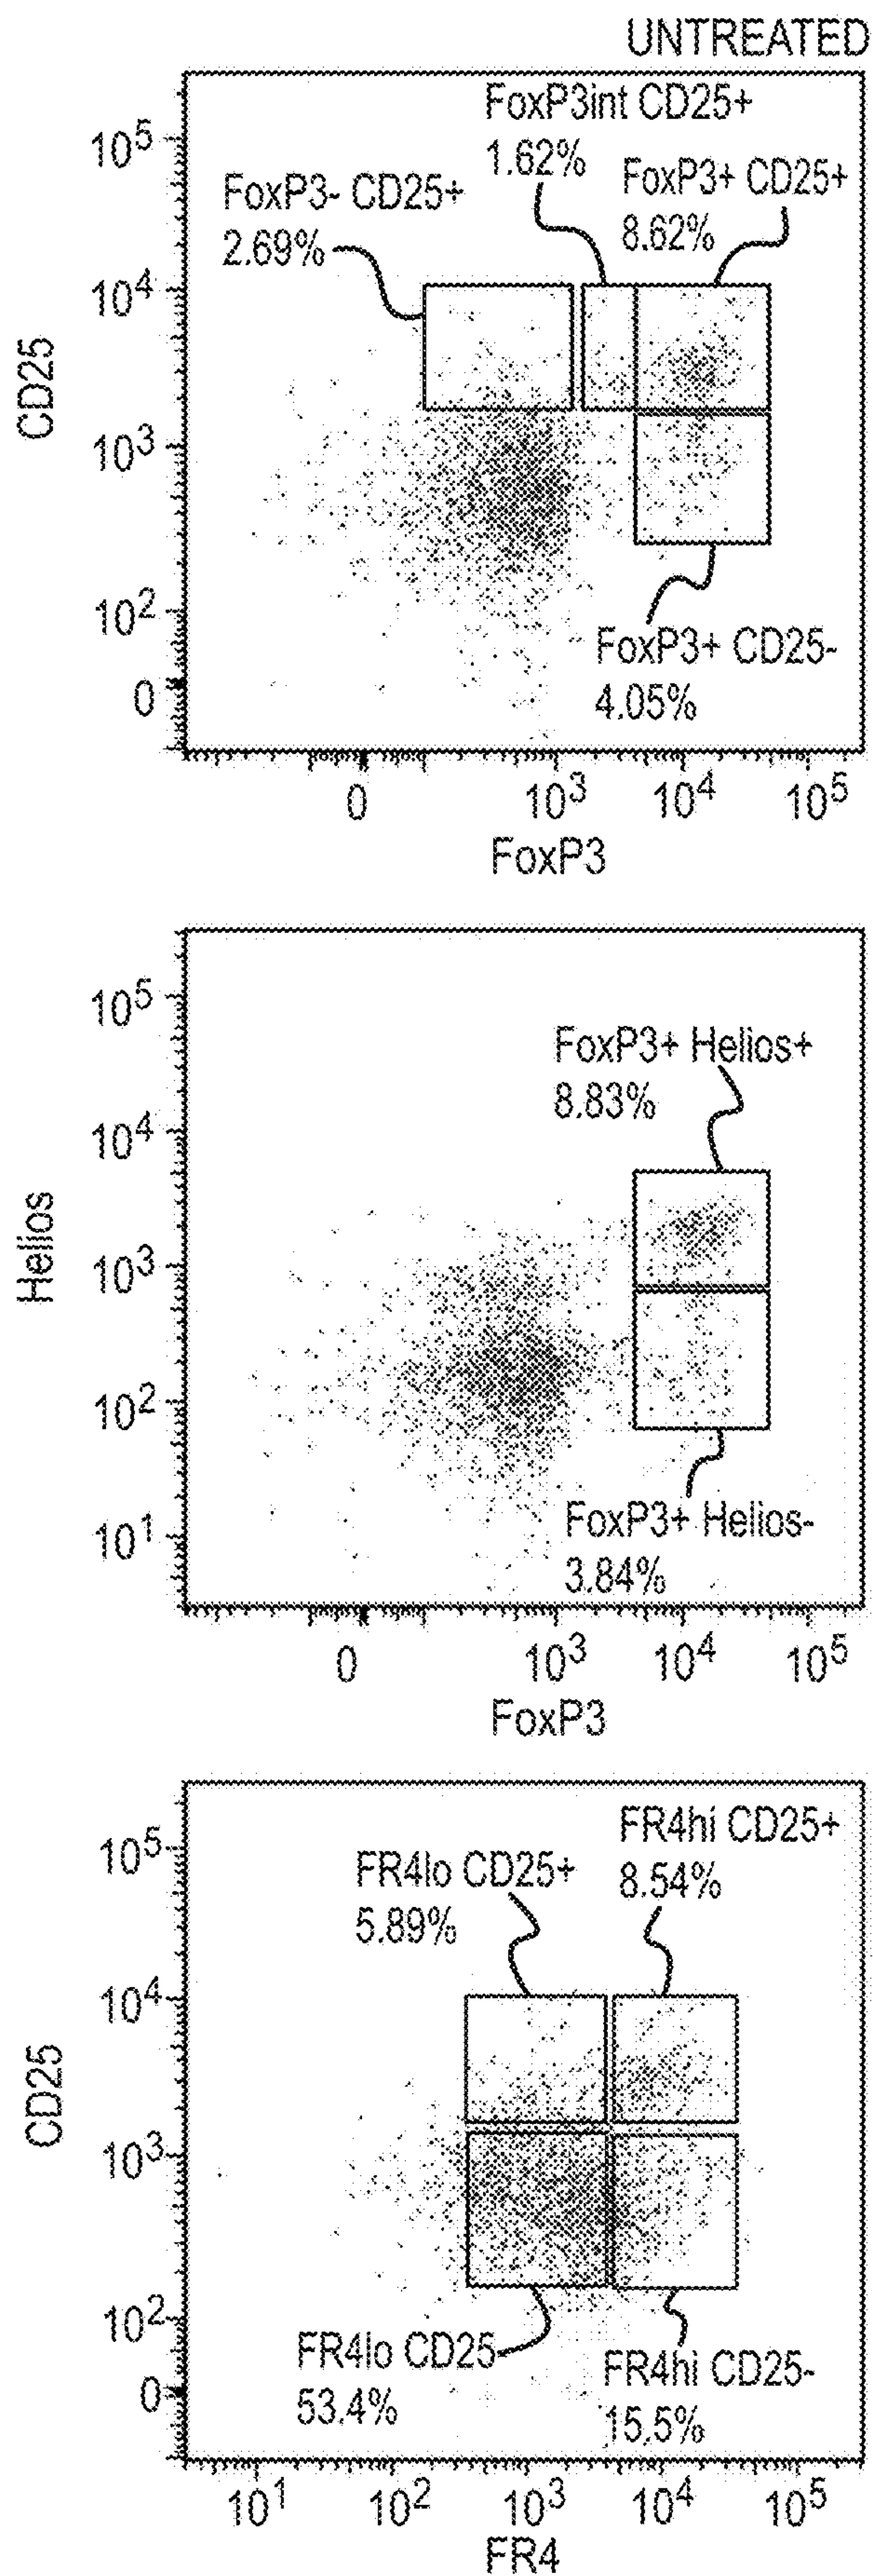 UNTREATED
FoxP3int CD25+
1.62%
FoxP3- CD25+
2.69%
FoxP3+ CD25+
8.62%
10^5
10^4
10^3
10^2
0
CD25
FoxP3+ CD25-
4.05%
0 10^3 10^4 10^5
FoxP3
10^5
10^4
10^3
10^2
10^1
Helios
FoxP3+ Helios+
8.83%
FoxP3+ Helios-
3.84%
0 10^3 10^4 10^5
FoxP3
10^5
10^4
10^3
10^2
0
CD25
FR4hi CD25+
8.54%
FR4lo CD25+
5.89%
FR4lo CD25
53.4%
FR4hi CD25-
15.5%
10^1 10^2 10^3 10^4 10^5
FR4